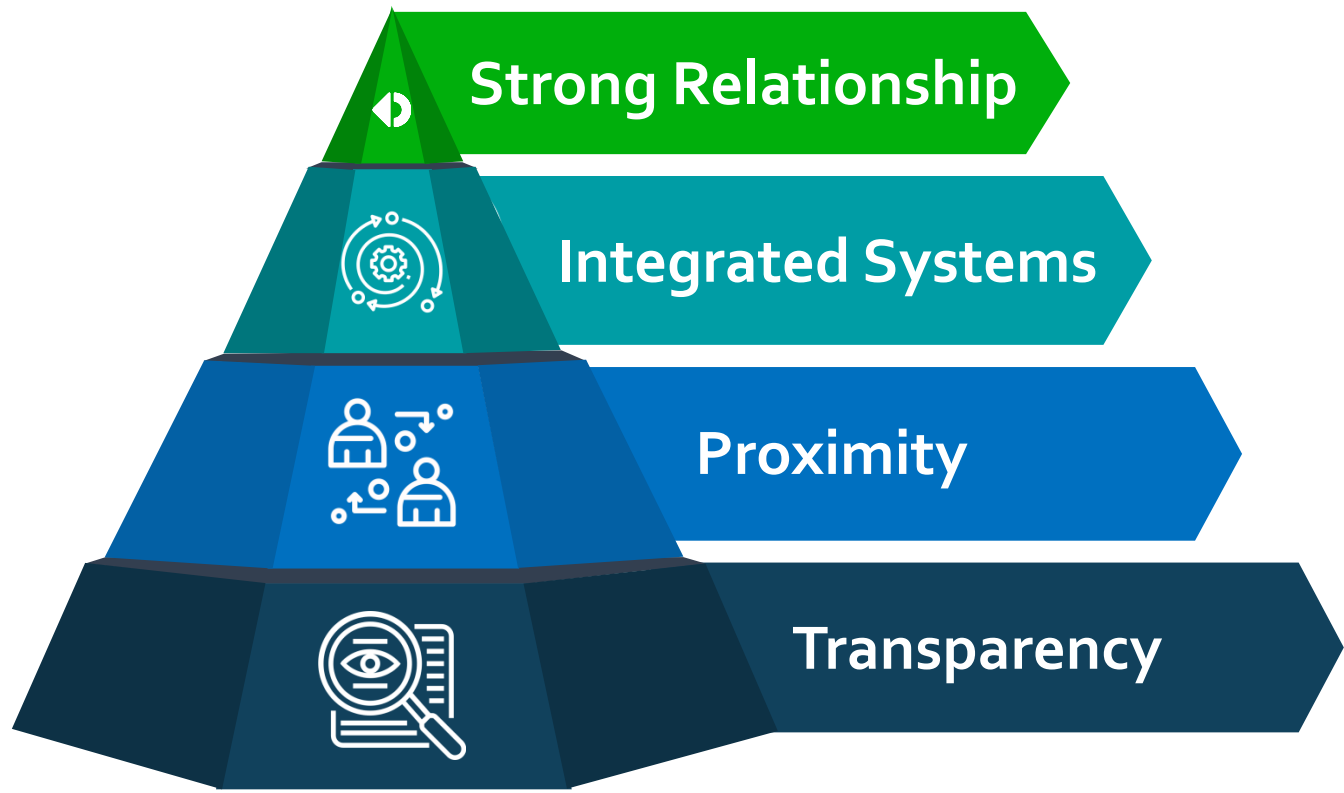 Strong Relationship
Integrated Systems
Proximity
Transparency